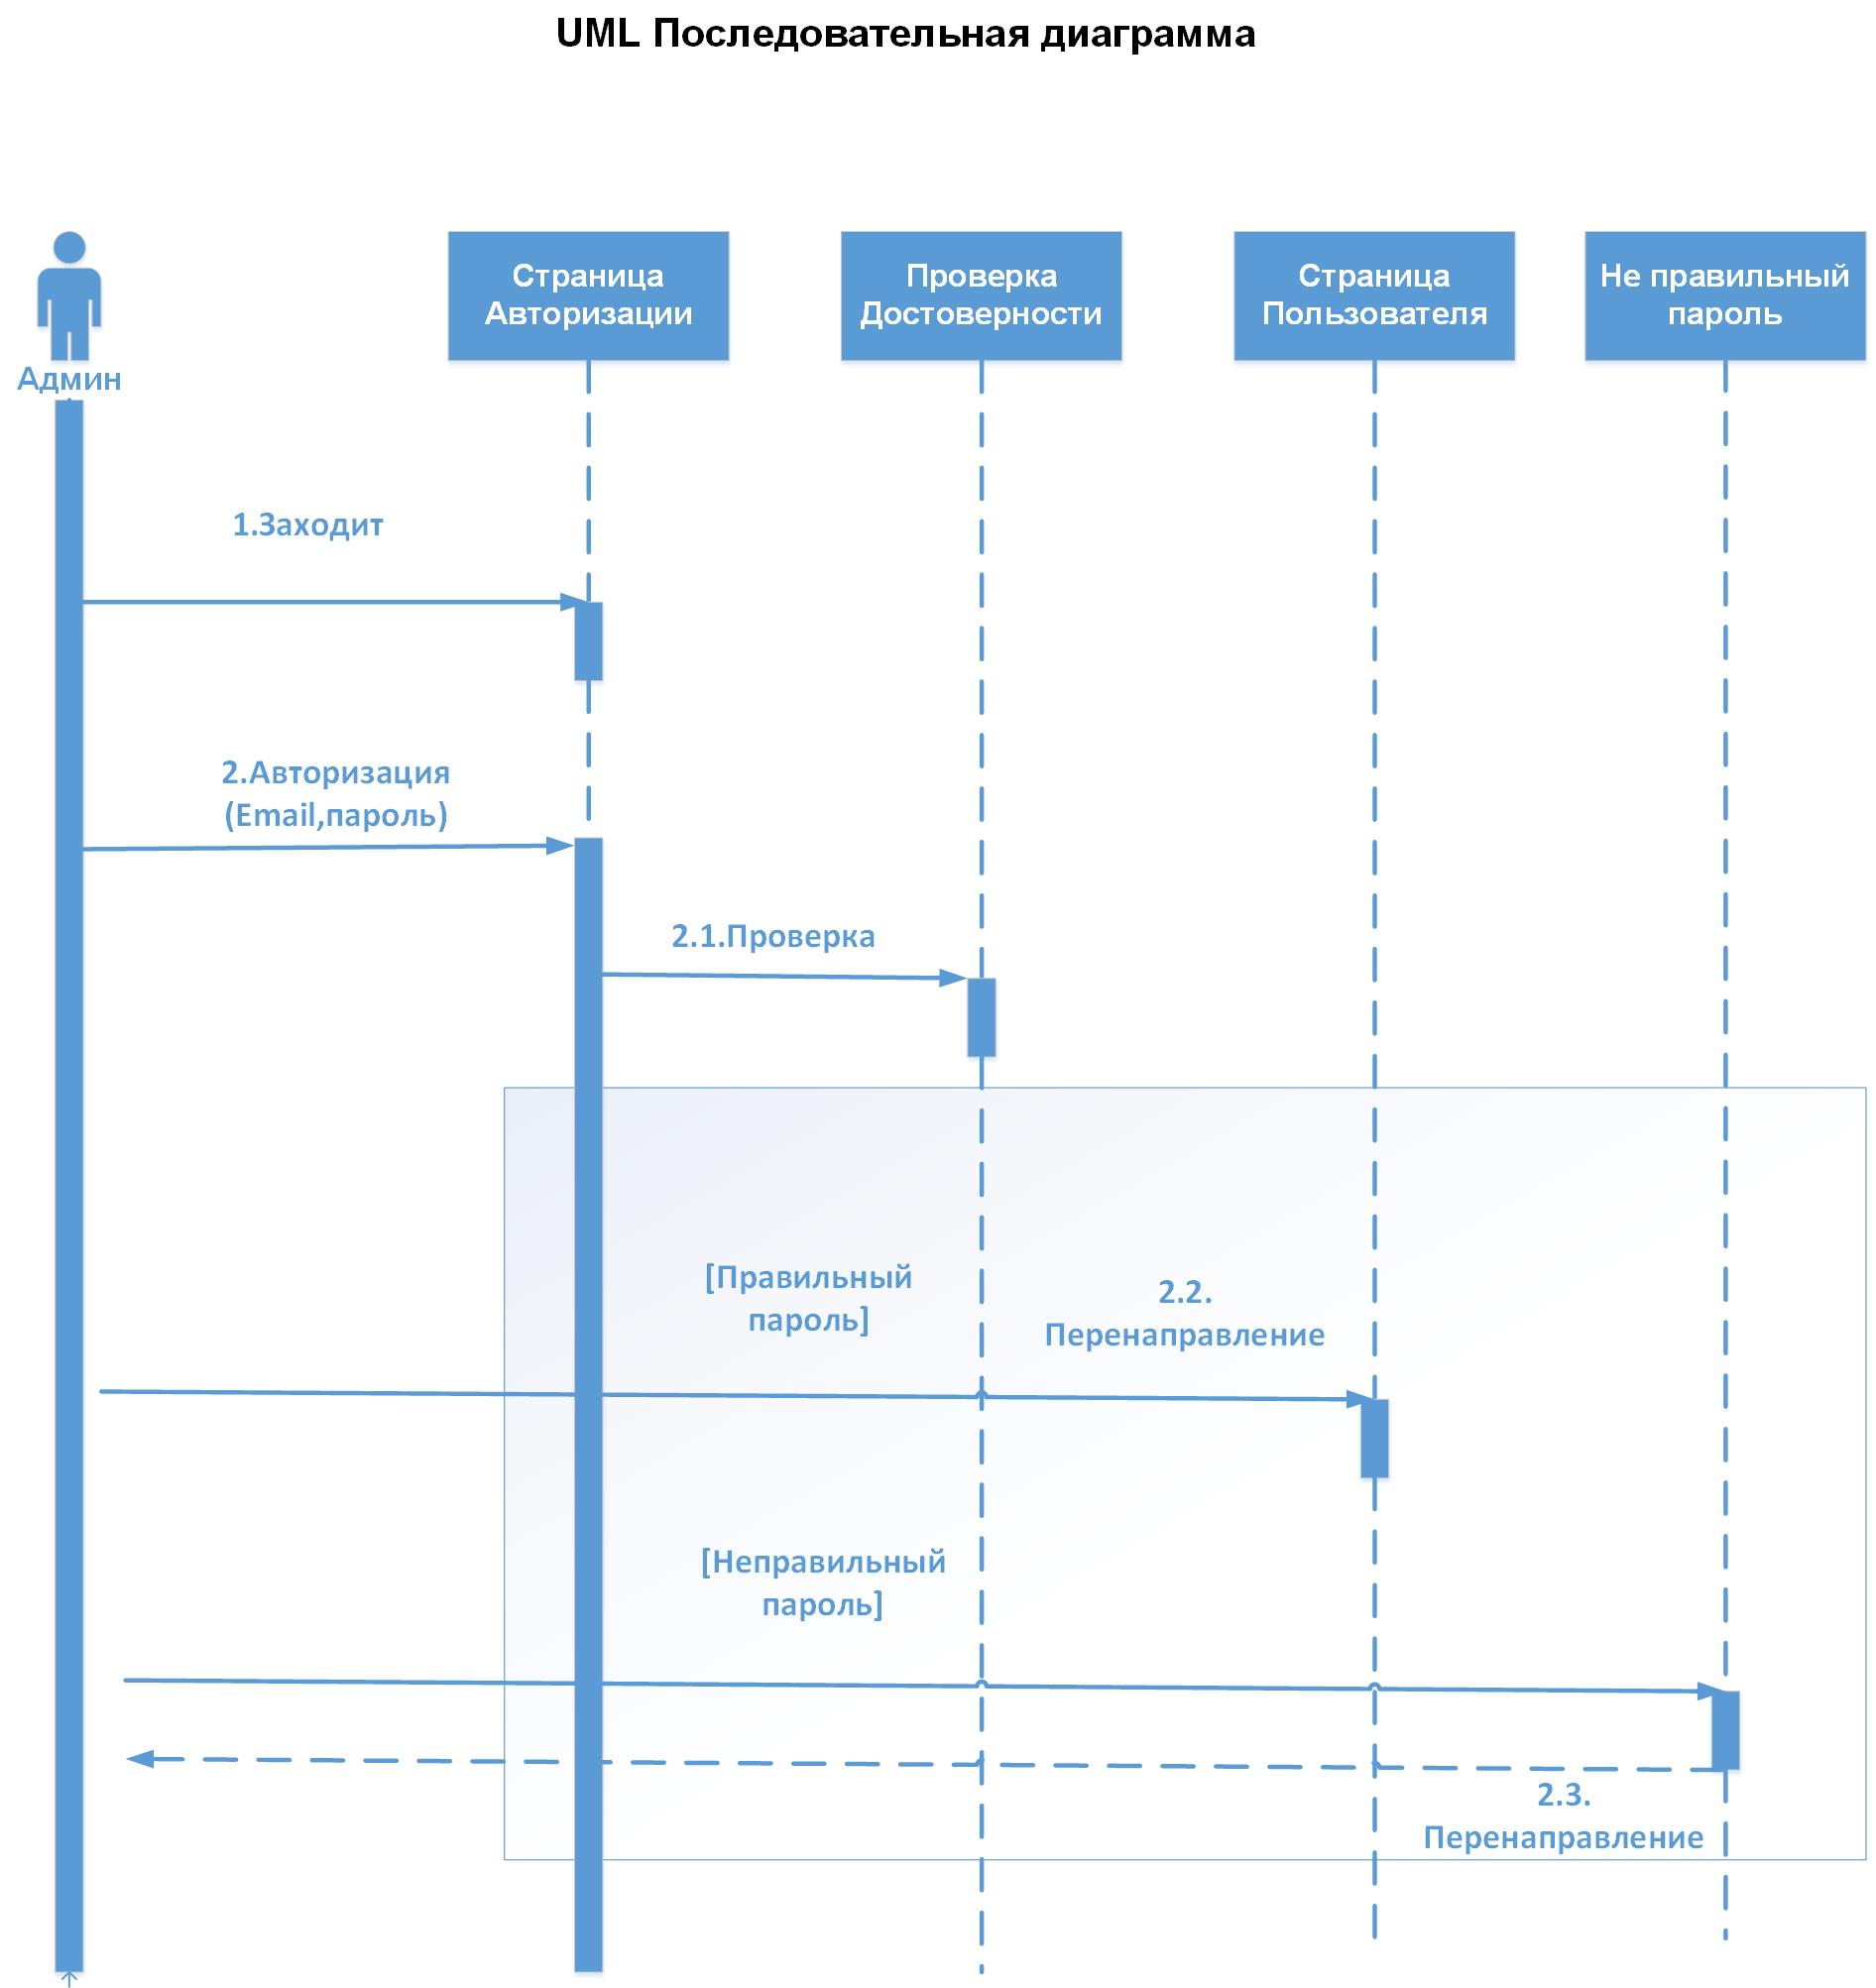 UML Последовательная диаграмма
Админ
Страница
Авторизации
Проверка
Достоверности
Страница
Пользователя
Не правильный
пароль
1.Заходит
2.Авторизация
(Email,пароль)
2.1.Проверка
[Правильный
пароль]
2.2.
Перенаправление
[Неправильный
пароль]
2.3.
Перенаправление